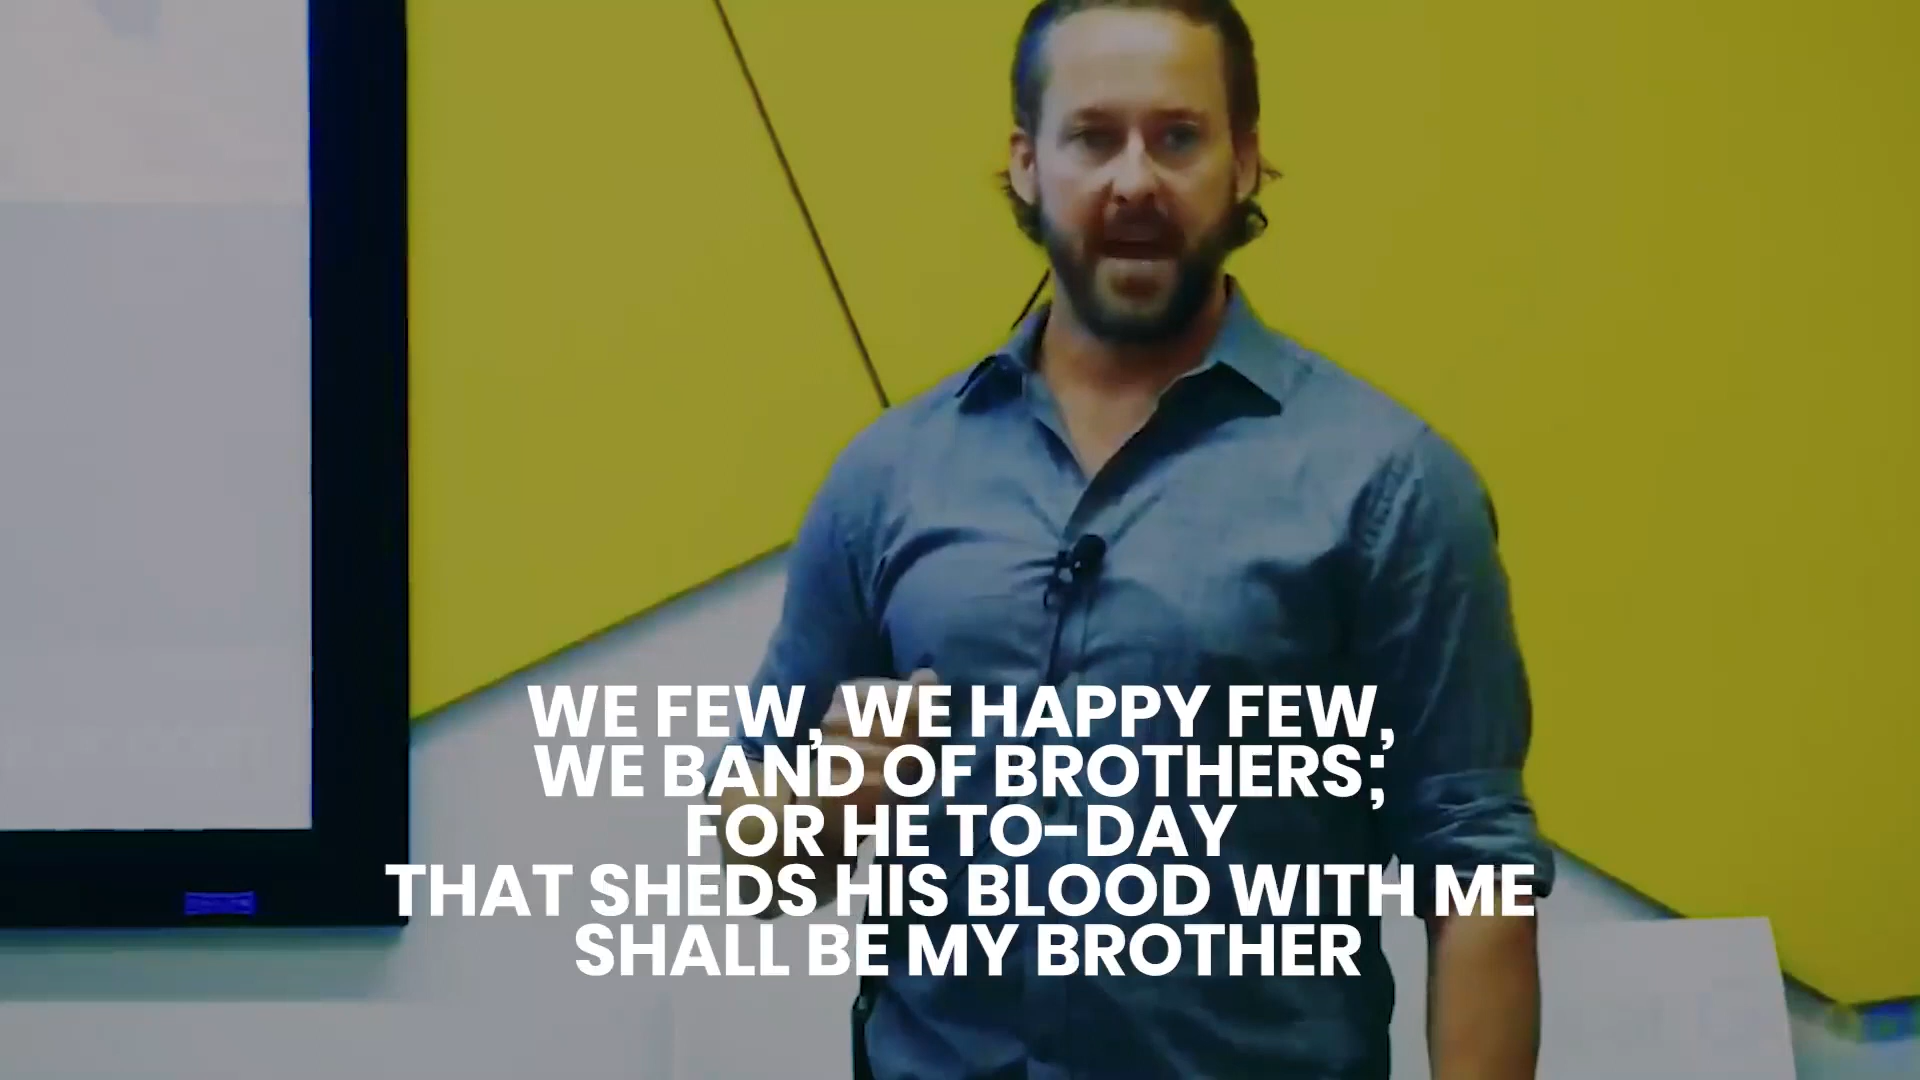 WE FEW, WE HAPPY FEW,
WE BAND OF BROTHERS;
FOR HE TO-DAY
THAT SHEDS HIS BLOOD WITH ME
SHALL BE MY BROTHER